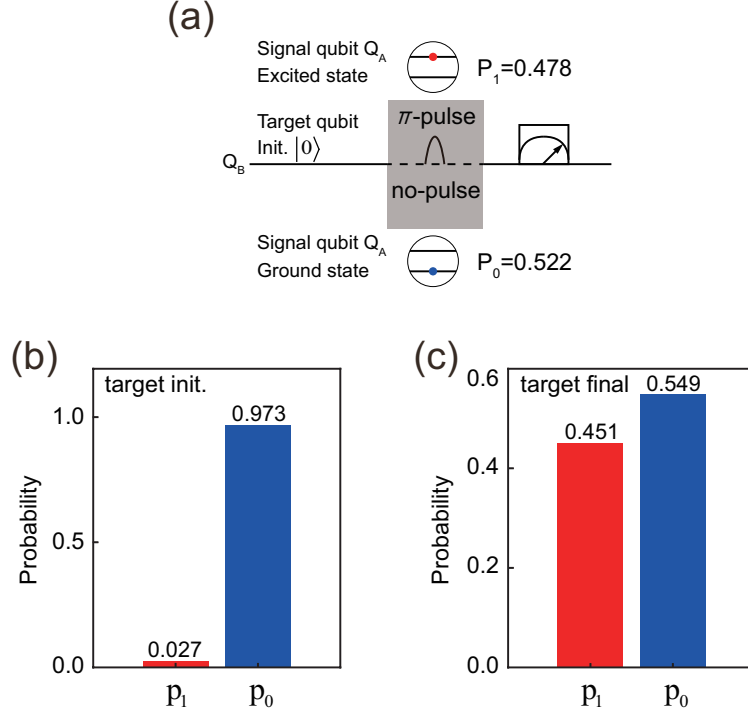 (a)
Signal qubit Q_A
Excited state
P_1=0.478
Target qubit
Init. |0⟩
π-pulse
Q_B
no-pulse
Signal qubit Q_A
Ground state
P_0=0.522
(b)
target init.
Probability
1.0
0.5
0.0
0.027
0.973
p_1
p_0
(c)
target final
Probability
0.6
0.4
0.2
0.0
0.451
0.549
p_1
p_0